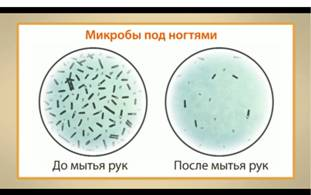 Микробы под ногтями
До мытья рук
После мытья рук